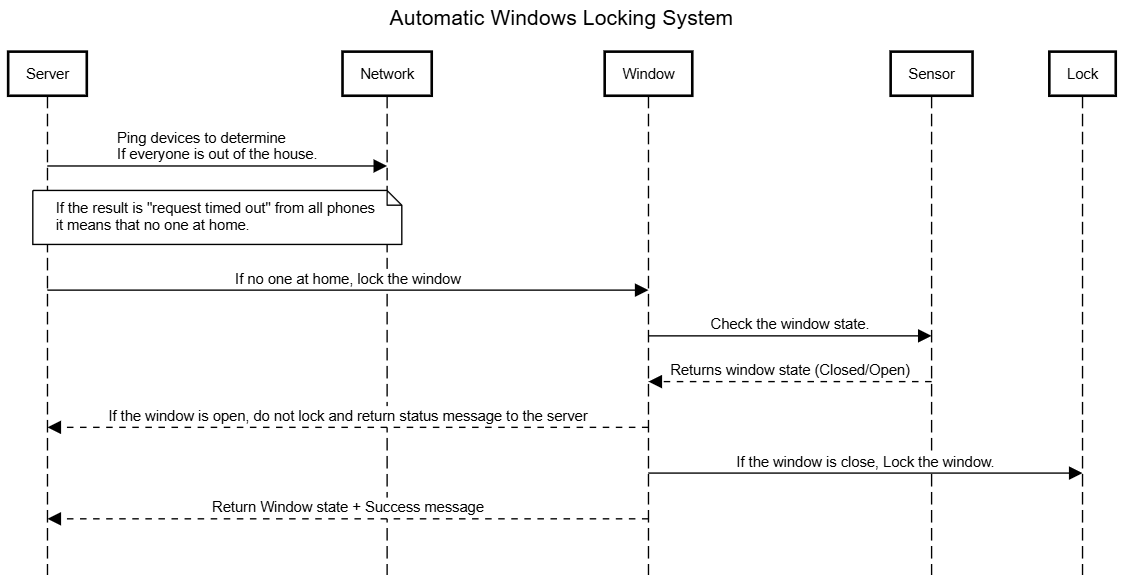 Automatic Windows Locking System
Server
Network
Window
Sensor
Lock
Ping devices to determine
If everyone is out of the house.
If the result is "request timed out" from all phones
it means that no one at home.
If no one at home, lock the window
Check the window state.
Returns window state (Closed/Open)
If the window is open, do not lock and return status message to the server
If the window is close, Lock the window.
Return Window state + Success message